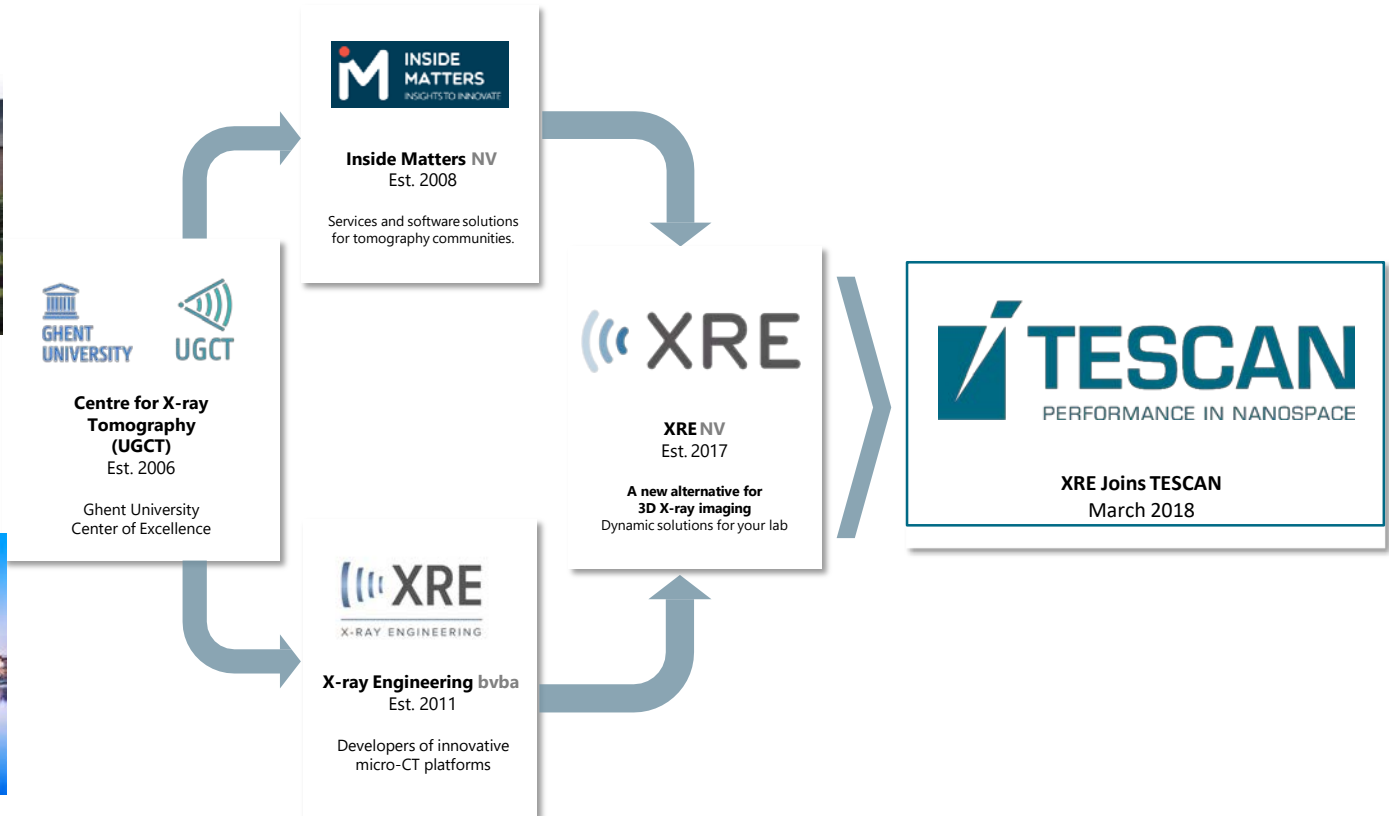 GHENT
UNIVERSITY
UGCT
Centre for X-ray
Tomography
(UGCT)
Est. 2006
Ghent University
Center of Excellence
iM
INSIDE
MATTERS
INSIGHTS TO INNOVATE
Inside Matters NV
Est. 2008
Services and software solutions
for tomography communities.
XRE
X-RAY ENGINEERING
X-ray Engineering bvba
Est. 2011
Developers of innovative
micro-CT platforms
XRE
XRE NV
Est. 2017
A new alternative for
3D X-ray imaging
Dynamic solutions for your lab
TESCAN
PERFORMANCE IN NANOSPACE
XRE Joins TESCAN
March 2018